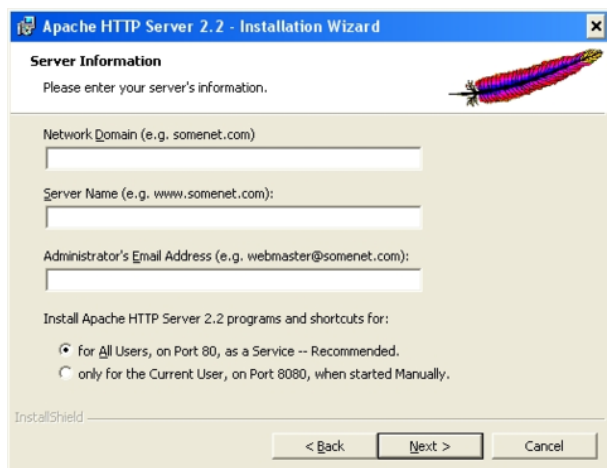 Apache HTTP Server 2.2 - Installation Wizard
Server Information
Please enter your server's information.
Network Domain (e.g. somenet.com)
Server Name (e.g. www.somenet.com):
Administrator's Email Address (e.g. webmaster@somenet.com):
Install Apache HTTP Server 2.2 programs and shortcuts for:
for All Users, on Port 80, as a Service -- Recommended.
only for the Current User, on Port 8080, when started Manually.
InstallShield
< Back Next > Cancel